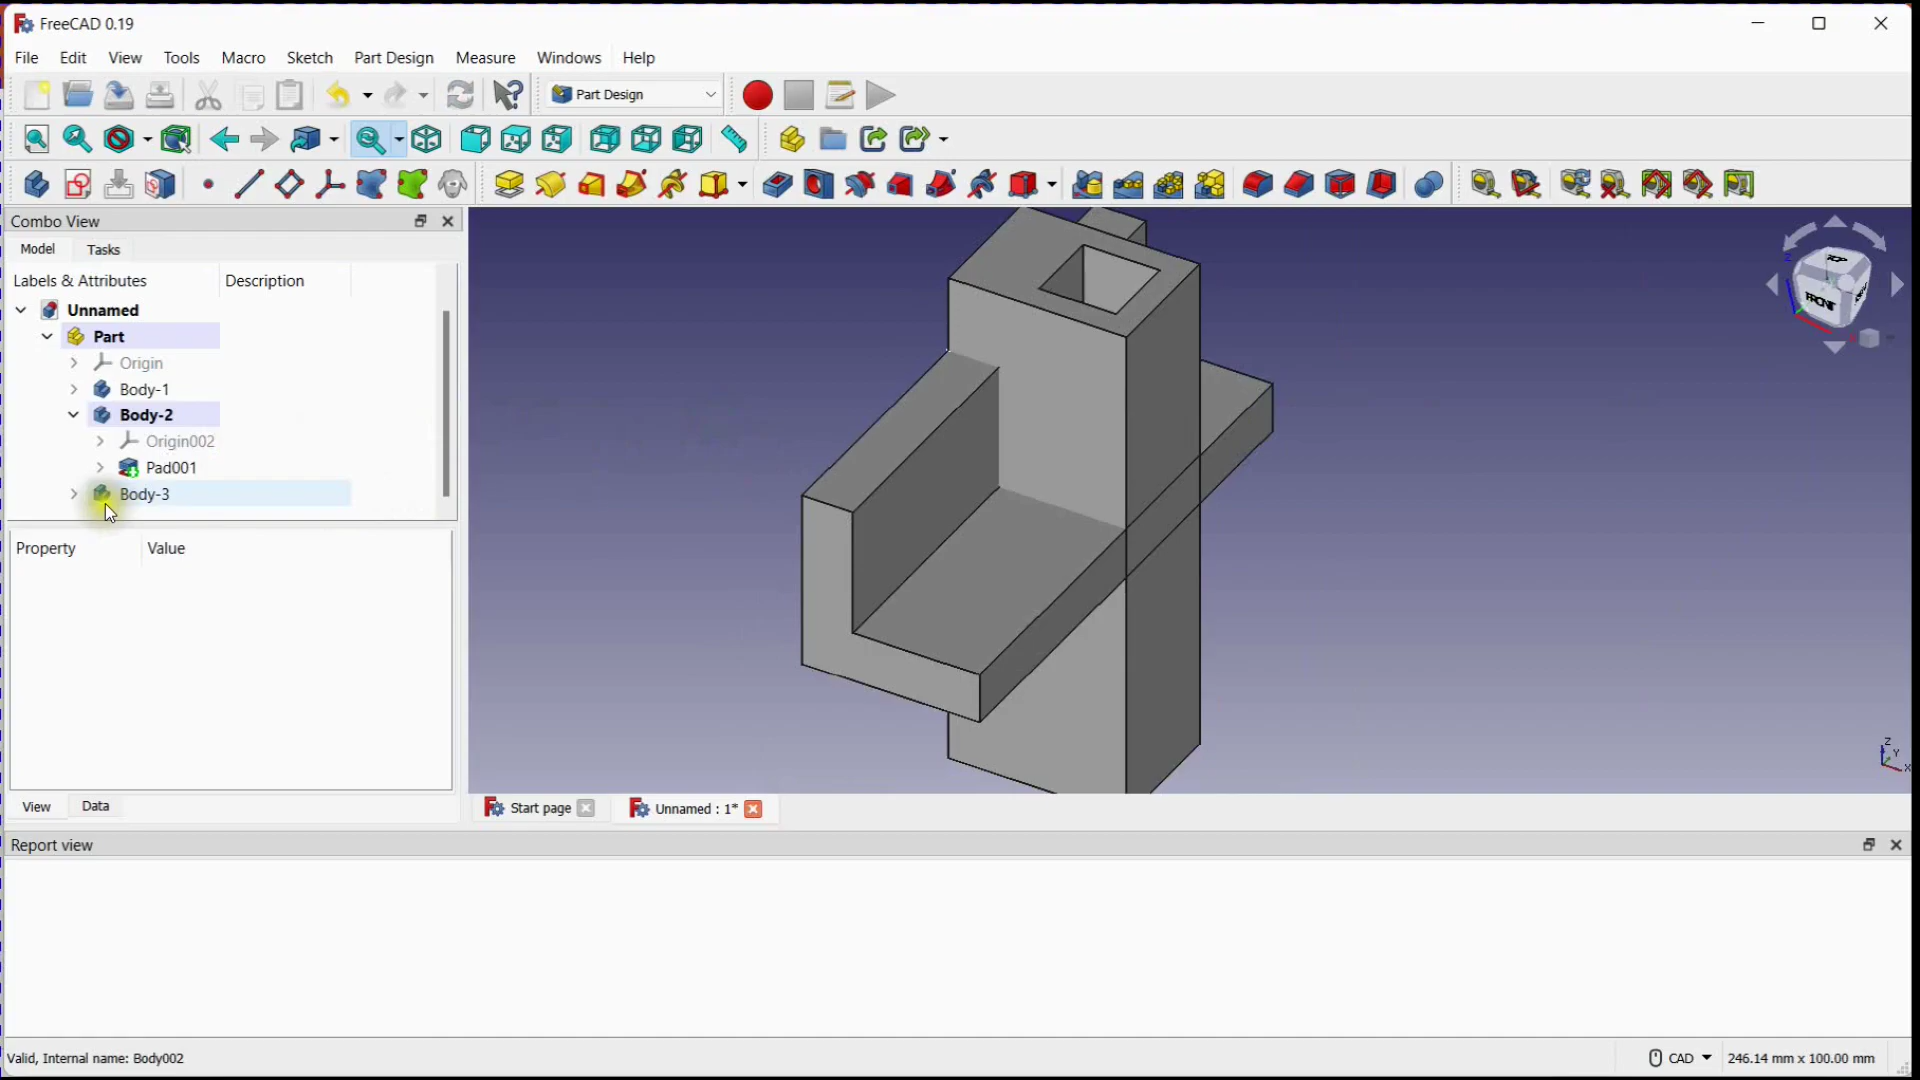 FreeCAD 0.19
File Edit View Tools Macro Sketch Part Design Measure Windows Help
Part Design
Combo View
Model Tasks
Labels & Attributes Description
Unnamed
Part
Origin
Body-1
Body-2
Origin002
Pad001
Body-3
Property Value
View Data
TOP
FRONT
Z
Z
Y
X
Start page Unnamed : 1*
Report view
Valid, Internal name: Body002 CAD 246.14 mm x 100.00 mm